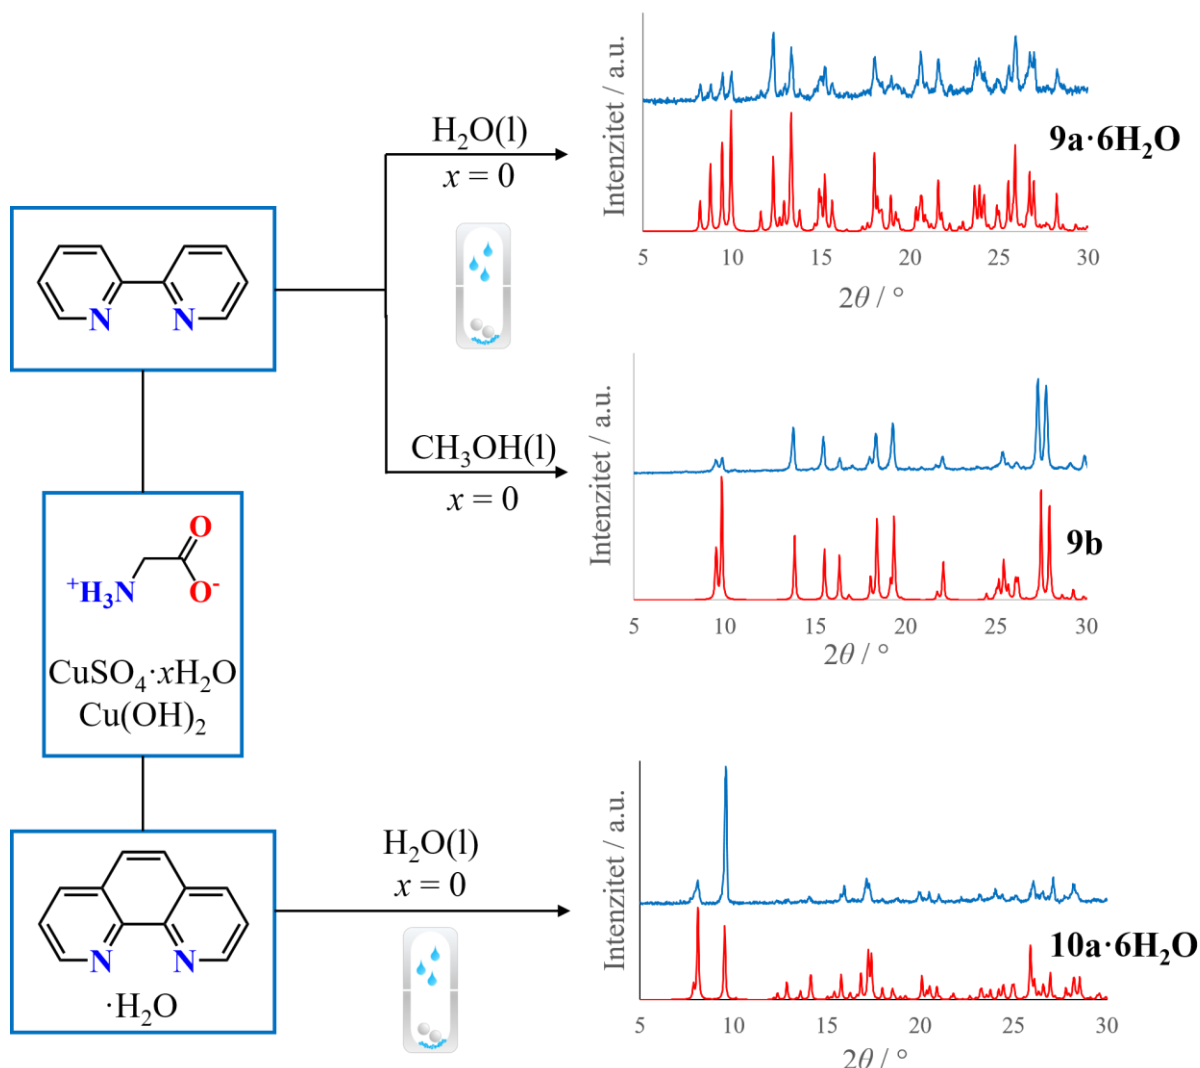 H₂O(l)
x = 0
N N
CH₃OH(l)
x = 0
O
⁺H₃N O⁻
CuSO₄·xH₂O
Cu(OH)₂
N N
·H₂O
H₂O(l)
x = 0
Intenzitet / a.u.
9a·6H₂O
5 10 15 20 25 30
2θ / °
Intenzitet / a.u.
9b
5 10 15 20 25 30
2θ / °
Intenzitet / a.u.
10a·6H₂O
5 10 15 20 25 30
2θ / °